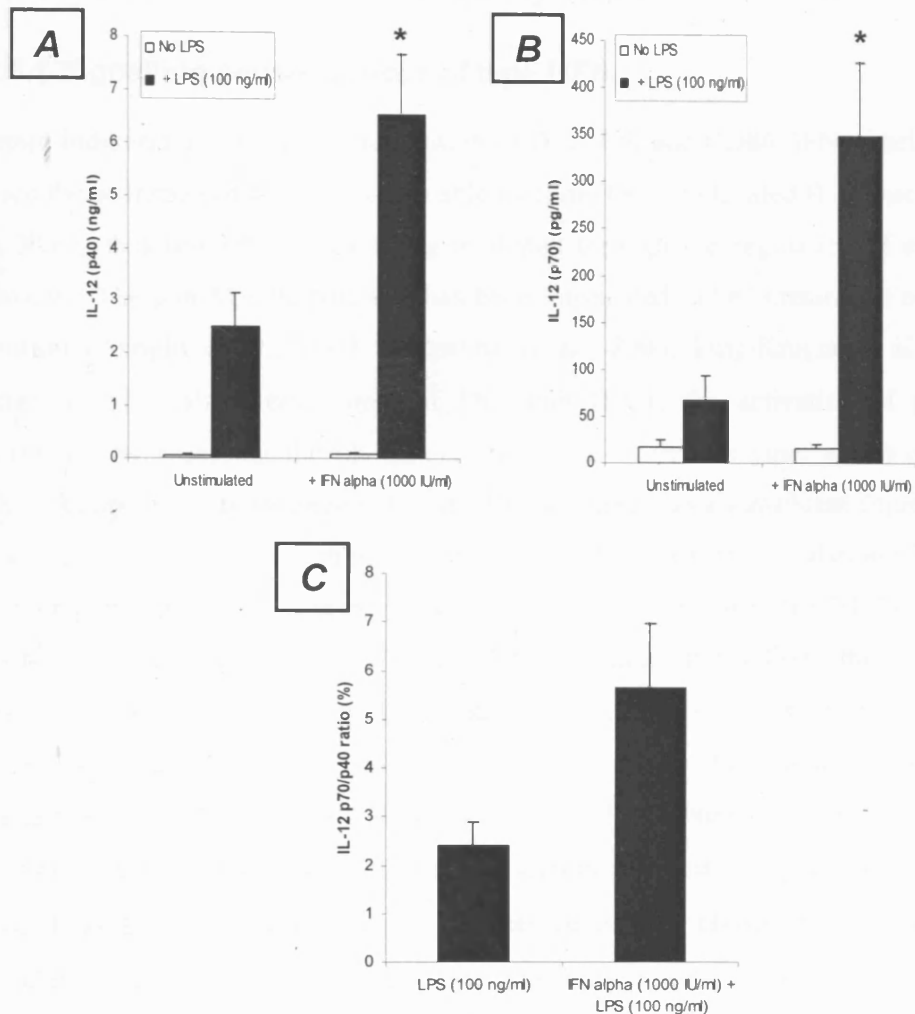 A
No LPS
+ LPS (100 ng/ml)
*
8
7
6
5
4
3
2
1
0
IL-12 (p40) (ng/ml)
Unstimulated
+ IFN alpha (1000 IU/ml)
B
No LPS
+ LPS (100 ng/ml)
*
450
400
350
300
250
200
150
100
50
0
IL-12 (p70) (pg/ml)
Unstimulated
+ IFN alpha (1000 IU/ml)
C
8
7
6
5
4
3
2
1
0
IL-12 p70/p40 ratio (%)
LPS (100 ng/ml)
IFN alpha (1000 IU/ml) +
LPS (100 ng/ml)